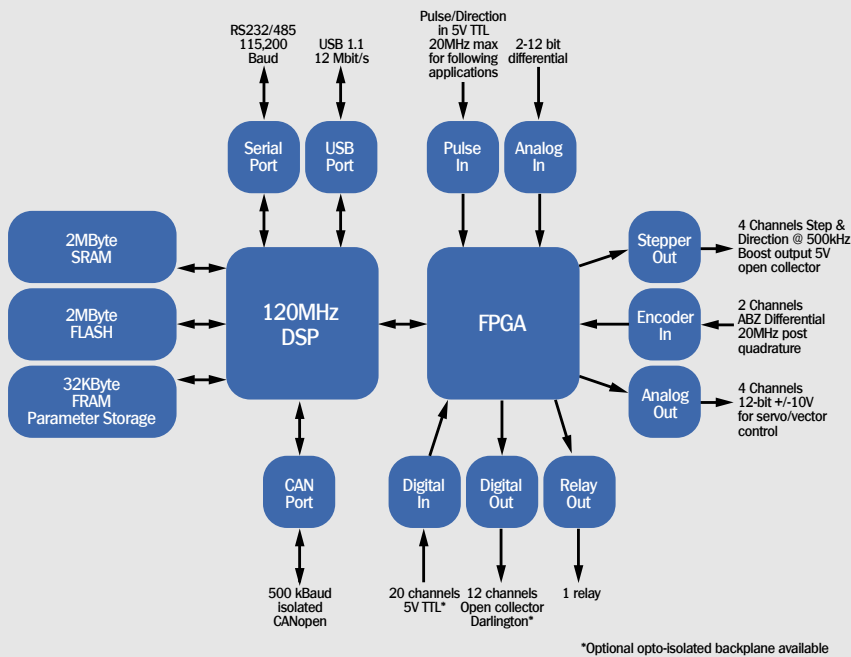 RS232/485
115,200
Baud
USB 1.1
12 Mbit/s
Pulse/Direction
in 5V TTL
20MHz max
for following
applications
2-12 bit
differential
Serial
Port
USB
Port
Pulse
In
Analog
In
2MByte
SRAM
2MByte
FLASH
32KByte
FRAM
Parameter Storage
120MHz
DSP
FPGA
Stepper
Out
4 Channels Step &
Direction @ 500kHz
Boost output 5V
open collector
Encoder
In
2 Channels
ABZ Differential
20MHz post
quadrature
Analog
Out
4 Channels
12-bit +/-10V
for servo/vector
control
CAN
Port
Digital
In
Digital
Out
Relay
Out
500 kBaud
isolated
CANopen
20 channels
5V TTL*
12 channels
Open collector
Darlington*
1 relay
*Optional opto-isolated backplane available